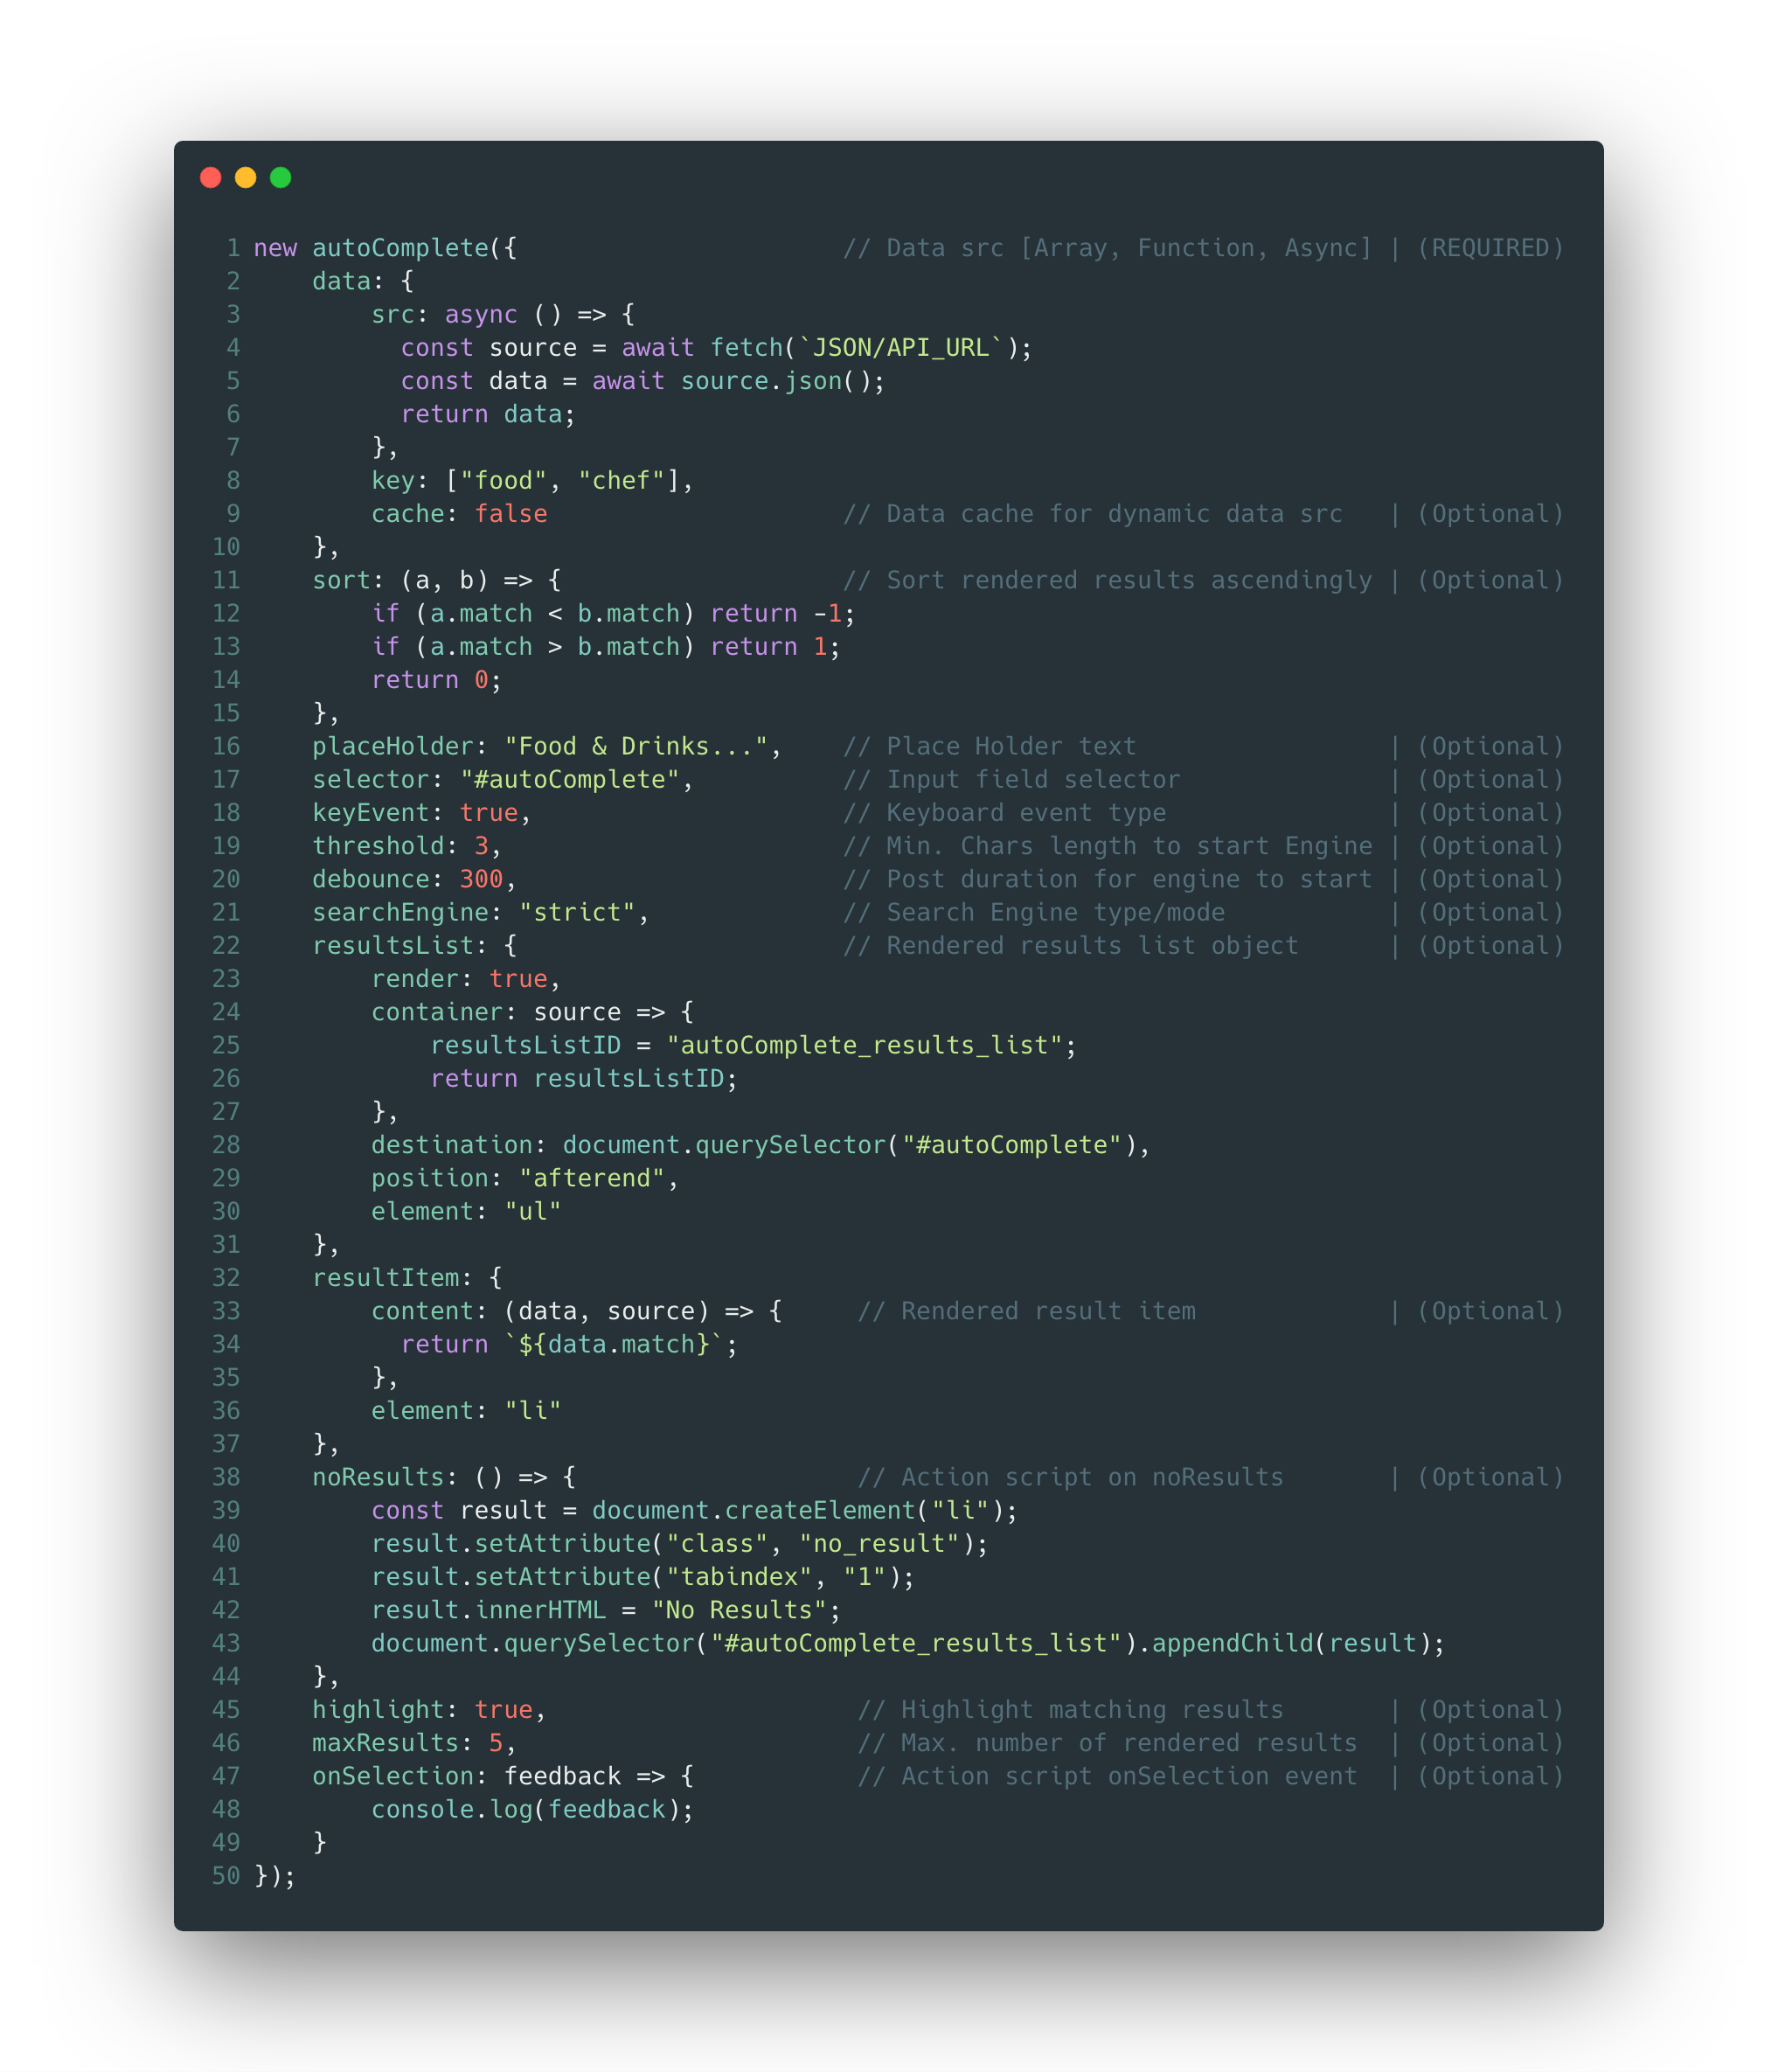 1 new autoComplete({                      // Data src [Array, Function, Async] | (REQUIRED)
2     data: {
3         src: async () => {
4           const source = await fetch(`JSON/API_URL`);
5           const data = await source.json();
6           return data;
7         },
8         key: ["food", "chef"],
9         cache: false                    // Data cache for dynamic data src   | (Optional)
10     },
11     sort: (a, b) => {                   // Sort rendered results ascendingly | (Optional)
12         if (a.match < b.match) return -1;
13         if (a.match > b.match) return 1;
14         return 0;
15     },
16     placeHolder: "Food & Drinks...",    // Place Holder text                 | (Optional)
17     selector: "#autoComplete",          // Input field selector              | (Optional)
18     keyEvent: true,                     // Keyboard event type               | (Optional)
19     threshold: 3,                       // Min. Chars length to start Engine | (Optional)
20     debounce: 300,                      // Post duration for engine to start | (Optional)
21     searchEngine: "strict",             // Search Engine type/mode           | (Optional)
22     resultsList: {                      // Rendered results list object      | (Optional)
23         render: true,
24         container: source => {
25             resultsListID = "autoComplete_results_list";
26             return resultsListID;
27         },
28         destination: document.querySelector("#autoComplete"),
29         position: "afterend",
30         element: "ul"
31     },
32     resultItem: {
33         content: (data, source) => {     // Rendered result item             | (Optional)
34           return `${data.match}`;
35         },
36         element: "li"
37     },
38     noResults: () => {                   // Action script on noResults       | (Optional)
39         const result = document.createElement("li");
40         result.setAttribute("class", "no_result");
41         result.setAttribute("tabindex", "1");
42         result.innerHTML = "No Results";
43         document.querySelector("#autoComplete_results_list").appendChild(result);
44     },
45     highlight: true,                     // Highlight matching results       | (Optional)
46     maxResults: 5,                       // Max. number of rendered results  | (Optional)
47     onSelection: feedback => {           // Action script onSelection event  | (Optional)
48         console.log(feedback);
49     }
50 });